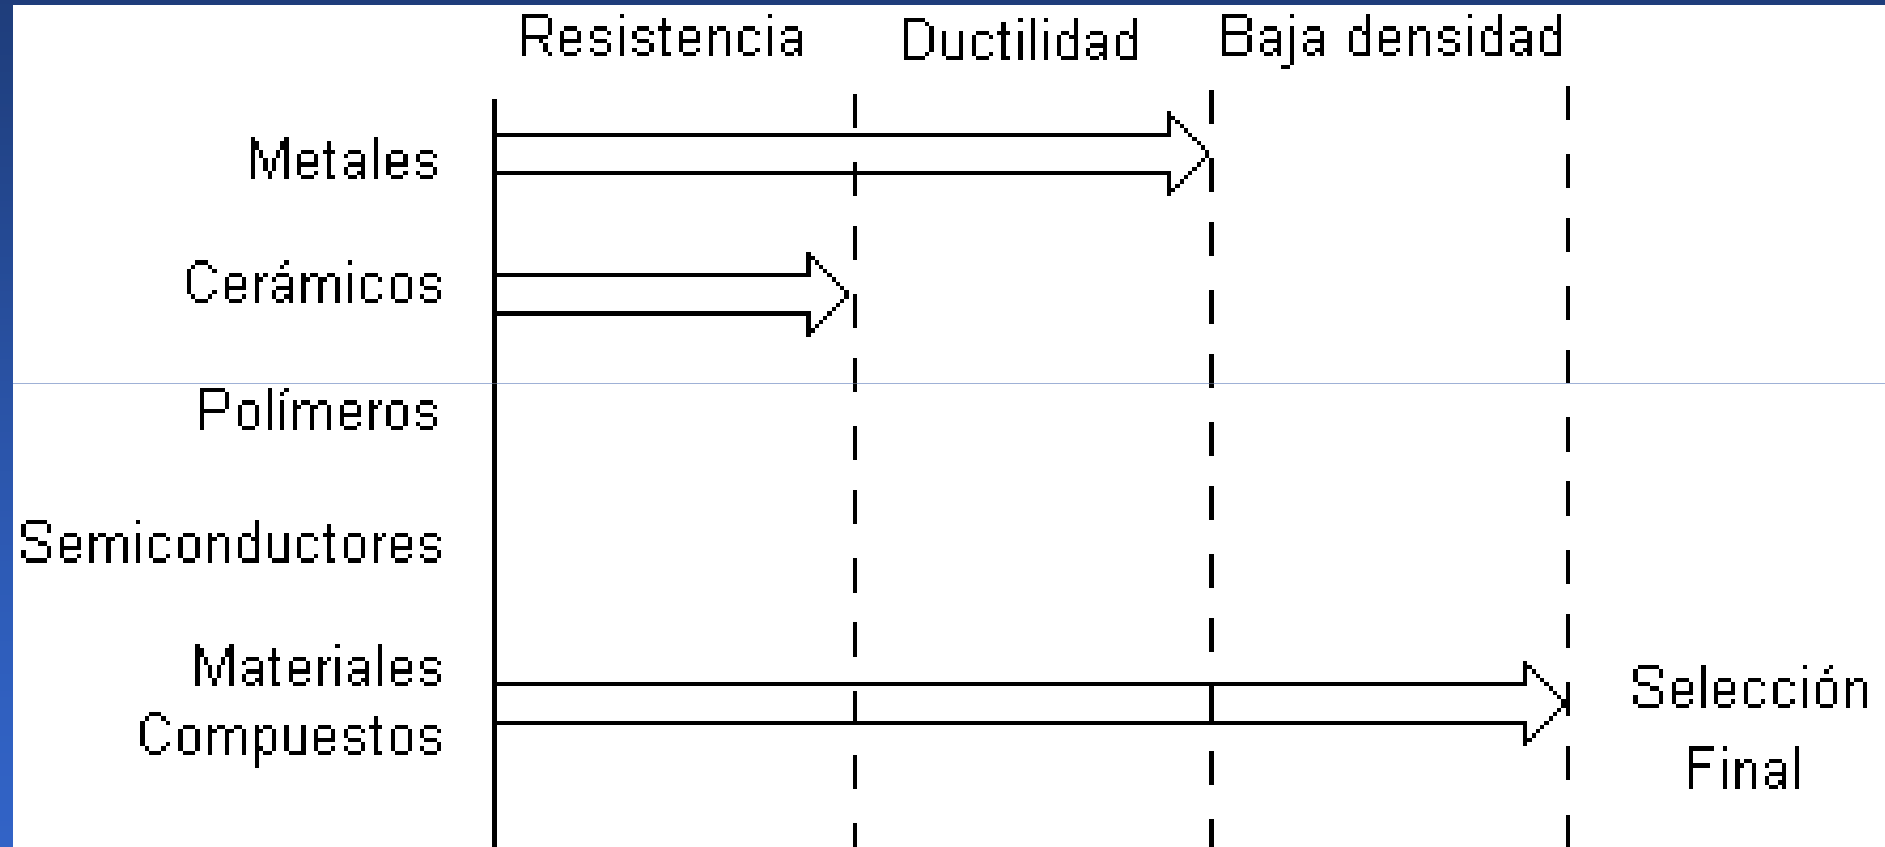 Resistencia Ductilidad Baja densidad
Metales
Cerámicos
Polímeros
Semiconductores
Materiales
Compuestos
Selección
Final